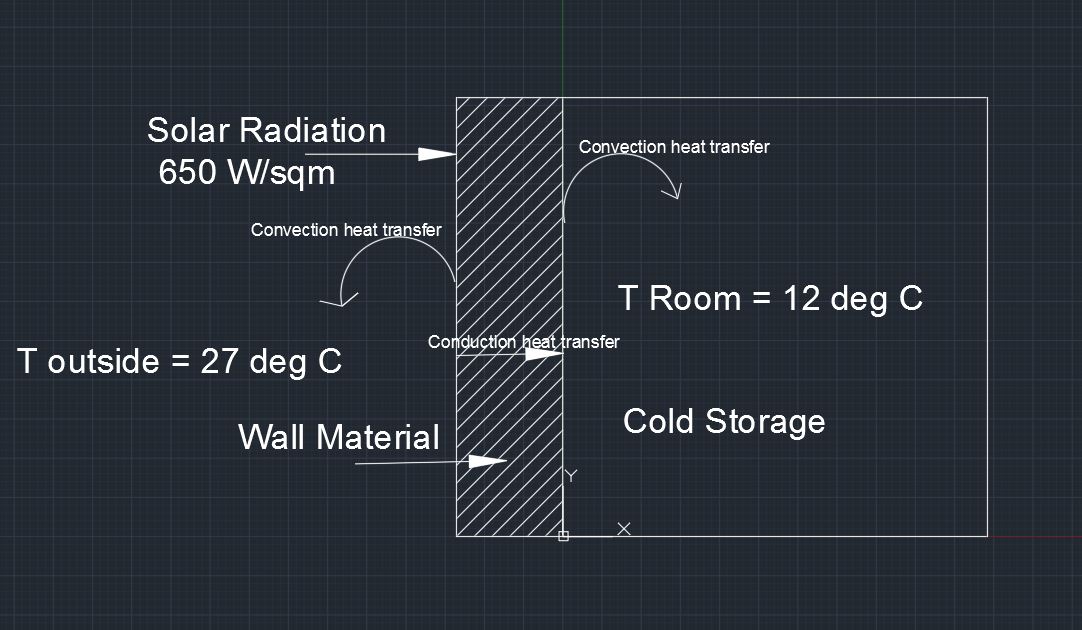 Solar Radiation
650 W/sqm
Convection heat transfer
Convection heat transfer
T Room = 12 deg C
Conduction heat transfer
T outside = 27 deg C
Cold Storage
Wall Material
Y
X